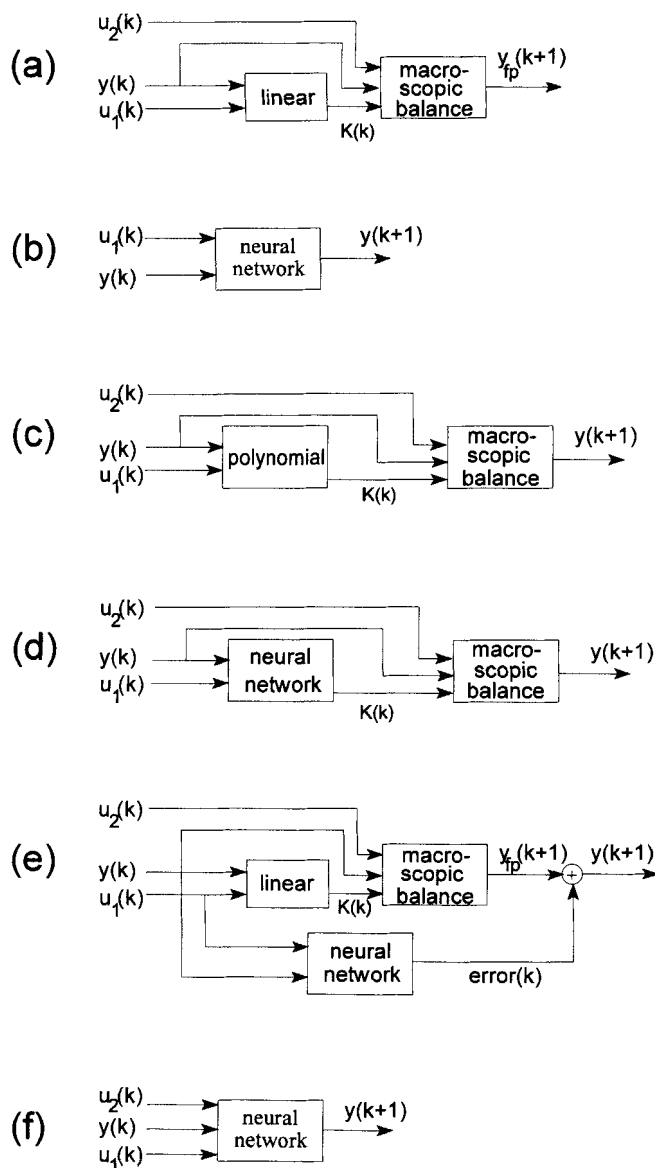 (a)
u2(k)
y(k)
u1(k)
linear
K(k)
macro-
scopic
balance
yfp(k+1)
(b)
u1(k)
y(k)
neural
network
y(k+1)
(c)
u2(k)
y(k)
u1(k)
polynomial
K(k)
macro-
scopic
balance
y(k+1)
(d)
u2(k)
y(k)
u1(k)
neural
network
K(k)
macro-
scopic
balance
y(k+1)
(e)
u2(k)
y(k)
u1(k)
linear
K(k)
macro-
scopic
balance
yfp(k+1)
+
y(k+1)
neural
network
error(k)
(f)
u2(k)
y(k)
u1(k)
neural
network
y(k+1)